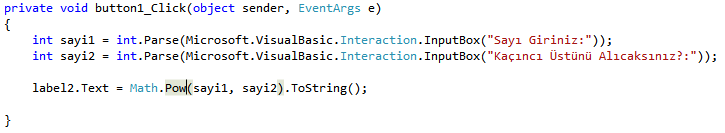 private void button1_Click(object sender, EventArgs e)
{
int sayi1 = int.Parse(Microsoft.VisualBasic.Interaction.InputBox("Sayı Giriniz:"));
int sayi2 = int.Parse(Microsoft.VisualBasic.Interaction.InputBox("Kaçıncı Üstünü Alıcaksınız?:"));
label2.Text = Math.Pow(sayi1, sayi2).ToString();
}